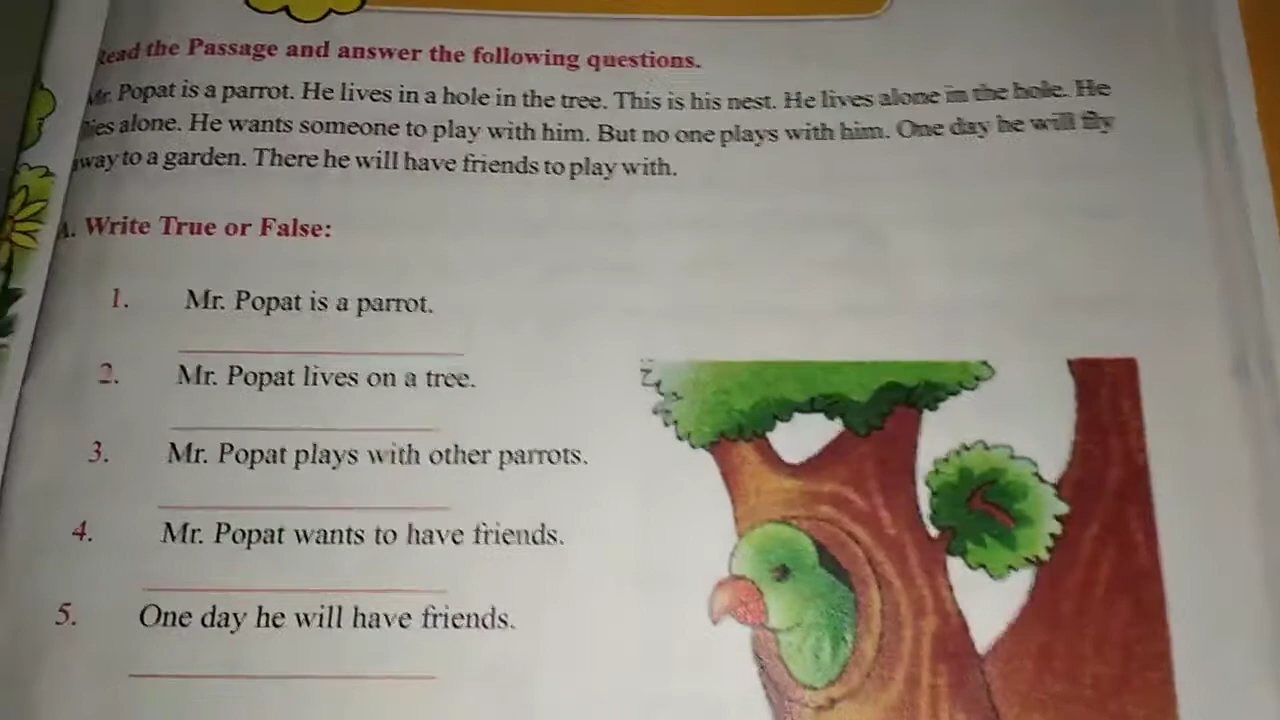 Read the Passage and answer the following questions.
Mr. Popat is a parrot. He lives in a hole in the tree. This is his nest. He lives alone in the hole. He
flies alone. He wants someone to play with him. But no one plays with him. One day he will fly
away to a garden. There he will have friends to play with.
A. Write True or False:
1. Mr. Popat is a parrot.
2. Mr. Popat lives on a tree.
3. Mr. Popat plays with other parrots.
4. Mr. Popat wants to have friends.
5. One day he will have friends.